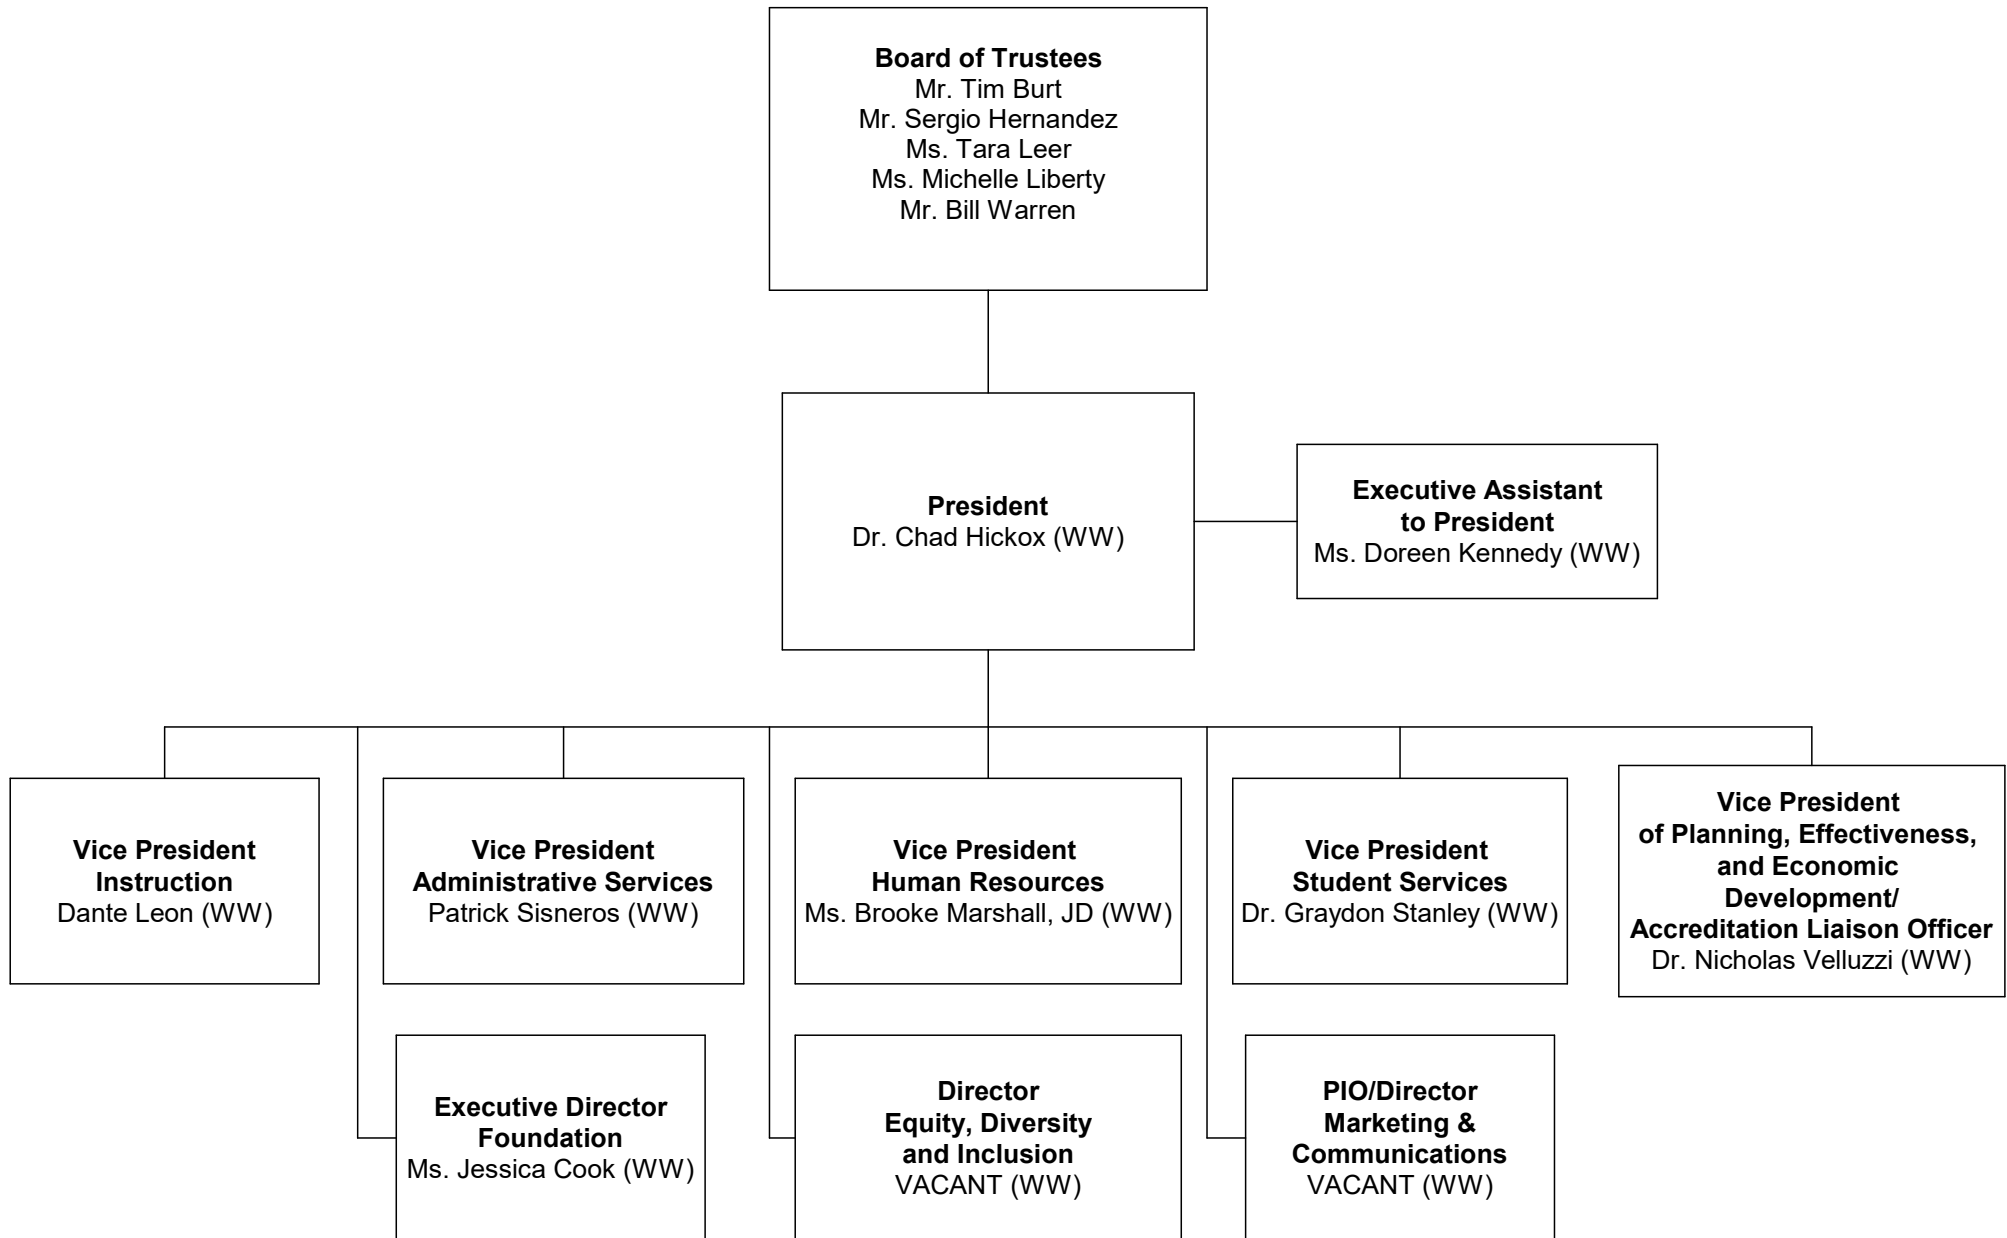 Board of Trustees
Mr. Tim Burt
Mr. Sergio Hernandez
Ms. Tara Leer
Ms. Michelle Liberty
Mr. Bill Warren
President
Dr. Chad Hickox (WW)
Executive Assistant
to President
Ms. Doreen Kennedy (WW)
Vice President
Instruction
Dante Leon (WW)
Vice President
Administrative Services
Patrick Sisneros (WW)
Vice President
Human Resources
Ms. Brooke Marshall, JD (WW)
Vice President
Student Services
Dr. Graydon Stanley (WW)
Vice President
of Planning, Effectiveness,
and Economic
Development/
Accreditation Liaison Officer
Dr. Nicholas Velluzzi (WW)
Executive Director
Foundation
Ms. Jessica Cook (WW)
Director
Equity, Diversity
and Inclusion
VACANT (WW)
PIO/Director
Marketing &
Communications
VACANT (WW)